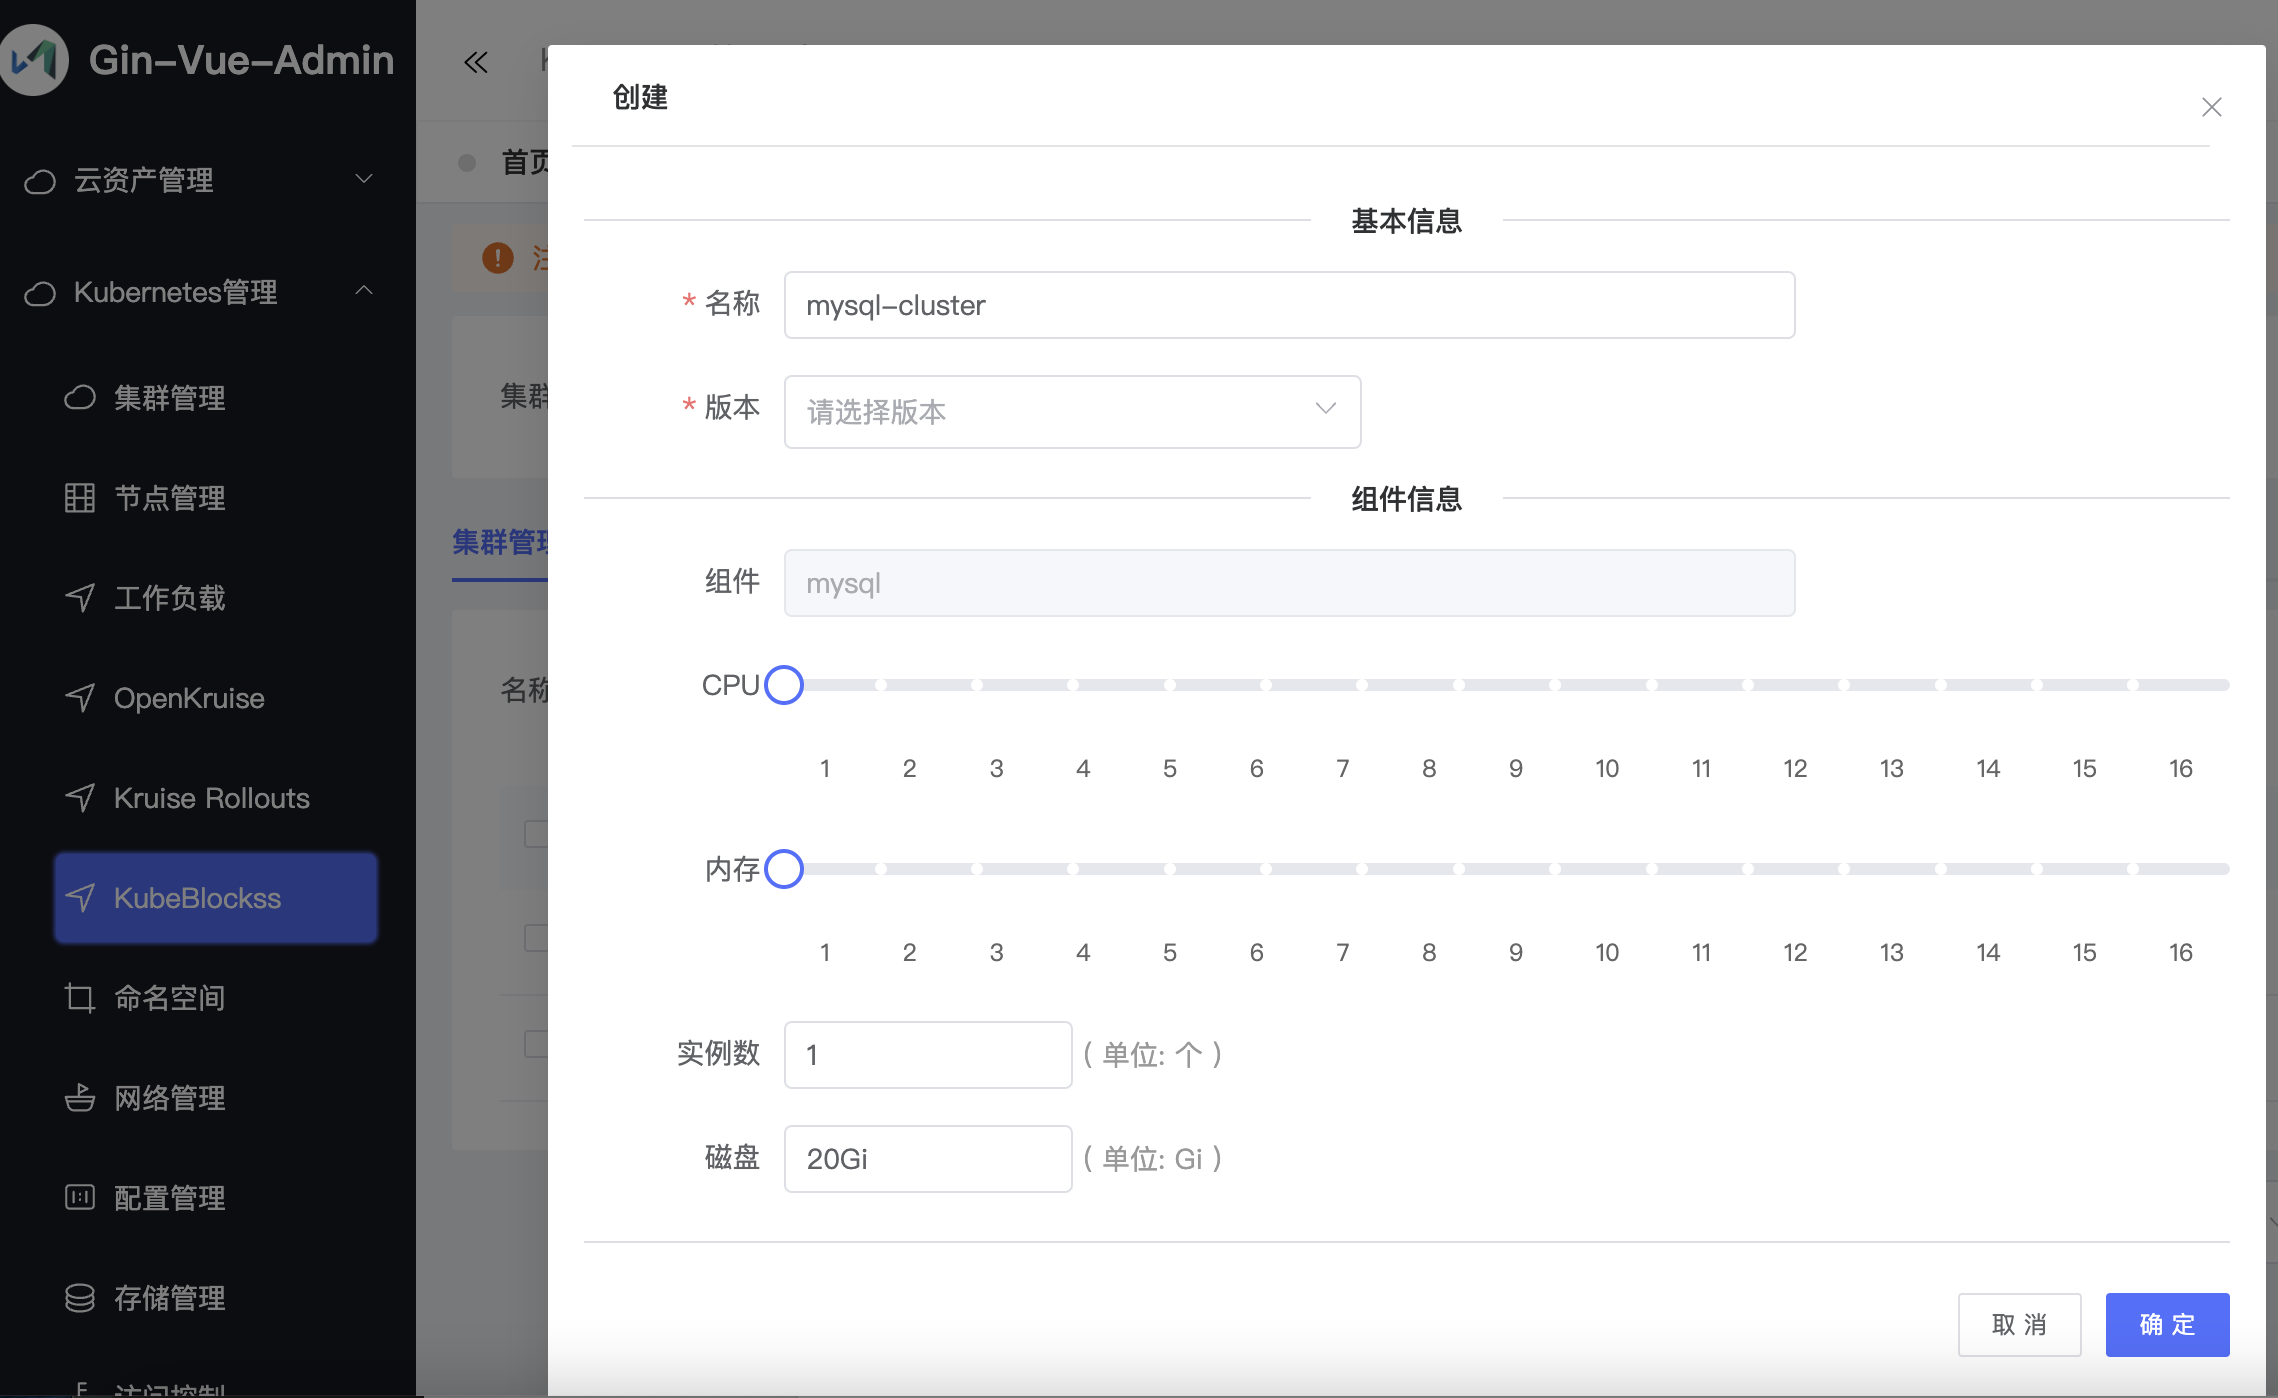 Gin-Vue-Admin
云资产管理
Kubernetes管理
集群管理
节点管理
工作负载
OpenKruise
Kruise Rollouts
KubeBlockss
命名空间
网络管理
配置管理
存储管理
访问控制
首页
集群
集群管理
名称
创建
基本信息
* 名称 mysql-cluster
* 版本 请选择版本
组件信息
组件 mysql
CPU
1 2 3 4 5 6 7 8 9 10 11 12 13 14 15 16
内存
1 2 3 4 5 6 7 8 9 10 11 12 13 14 15 16
实例数 1 ( 单位: 个 )
磁盘 20Gi ( 单位: Gi )
取 消
确 定